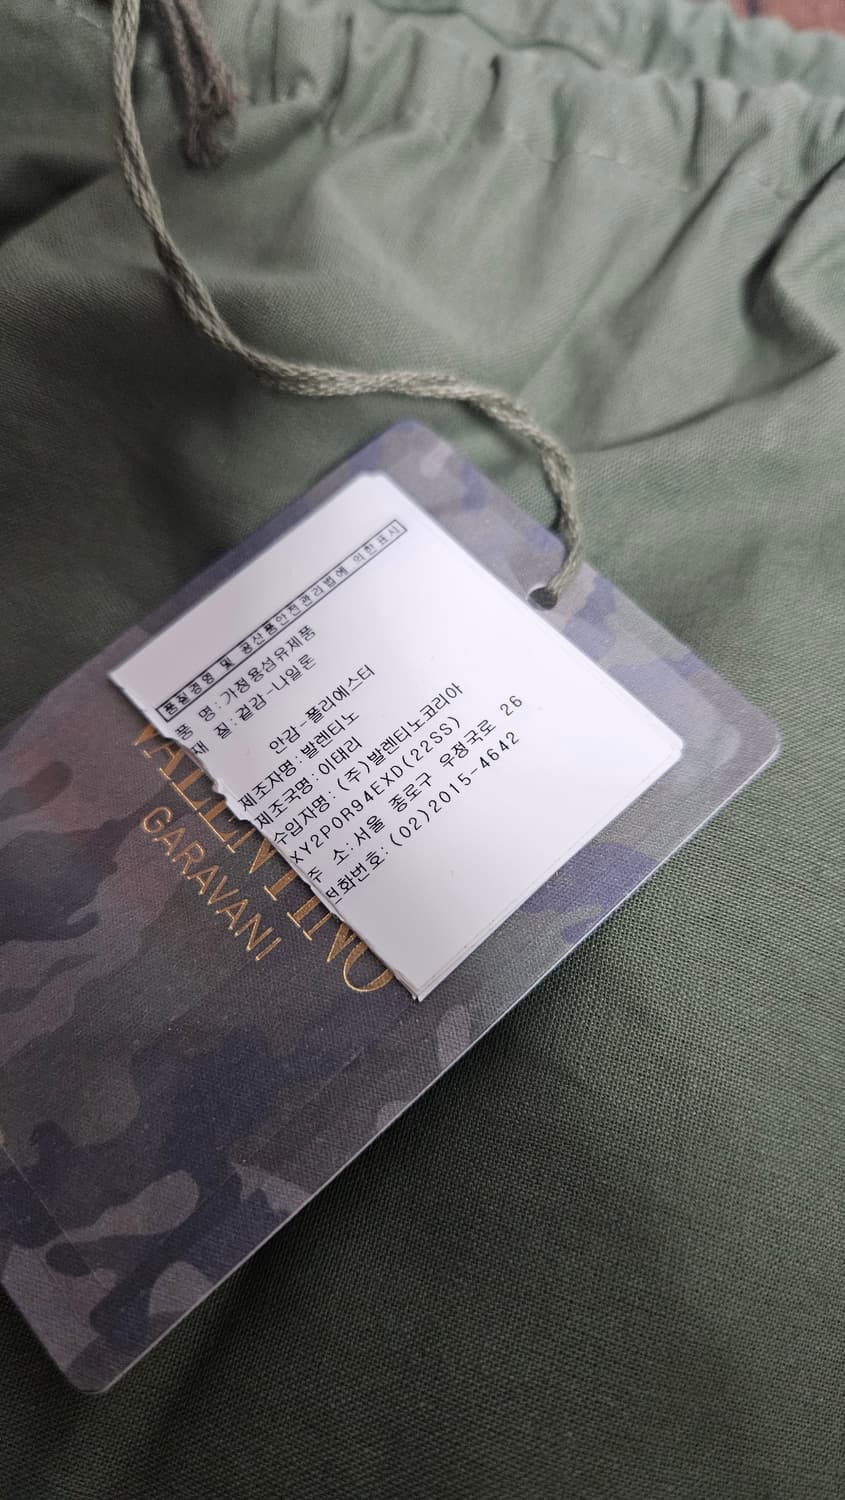 품질경영 및 공산품안전관리법에 의한 표시
품 명:가정용섬유제품
재 질:겉감-나일론
안감-폴리에스터
제조자명:발렌티노
제조국명:이태리
수입자명:(주)발렌티노코리아
XY2P0R94EXD(22SS)
주 소:서울 종로구 우정국로 26
전화번호:(02)2015-4642
VALENTINO
GARAVANI